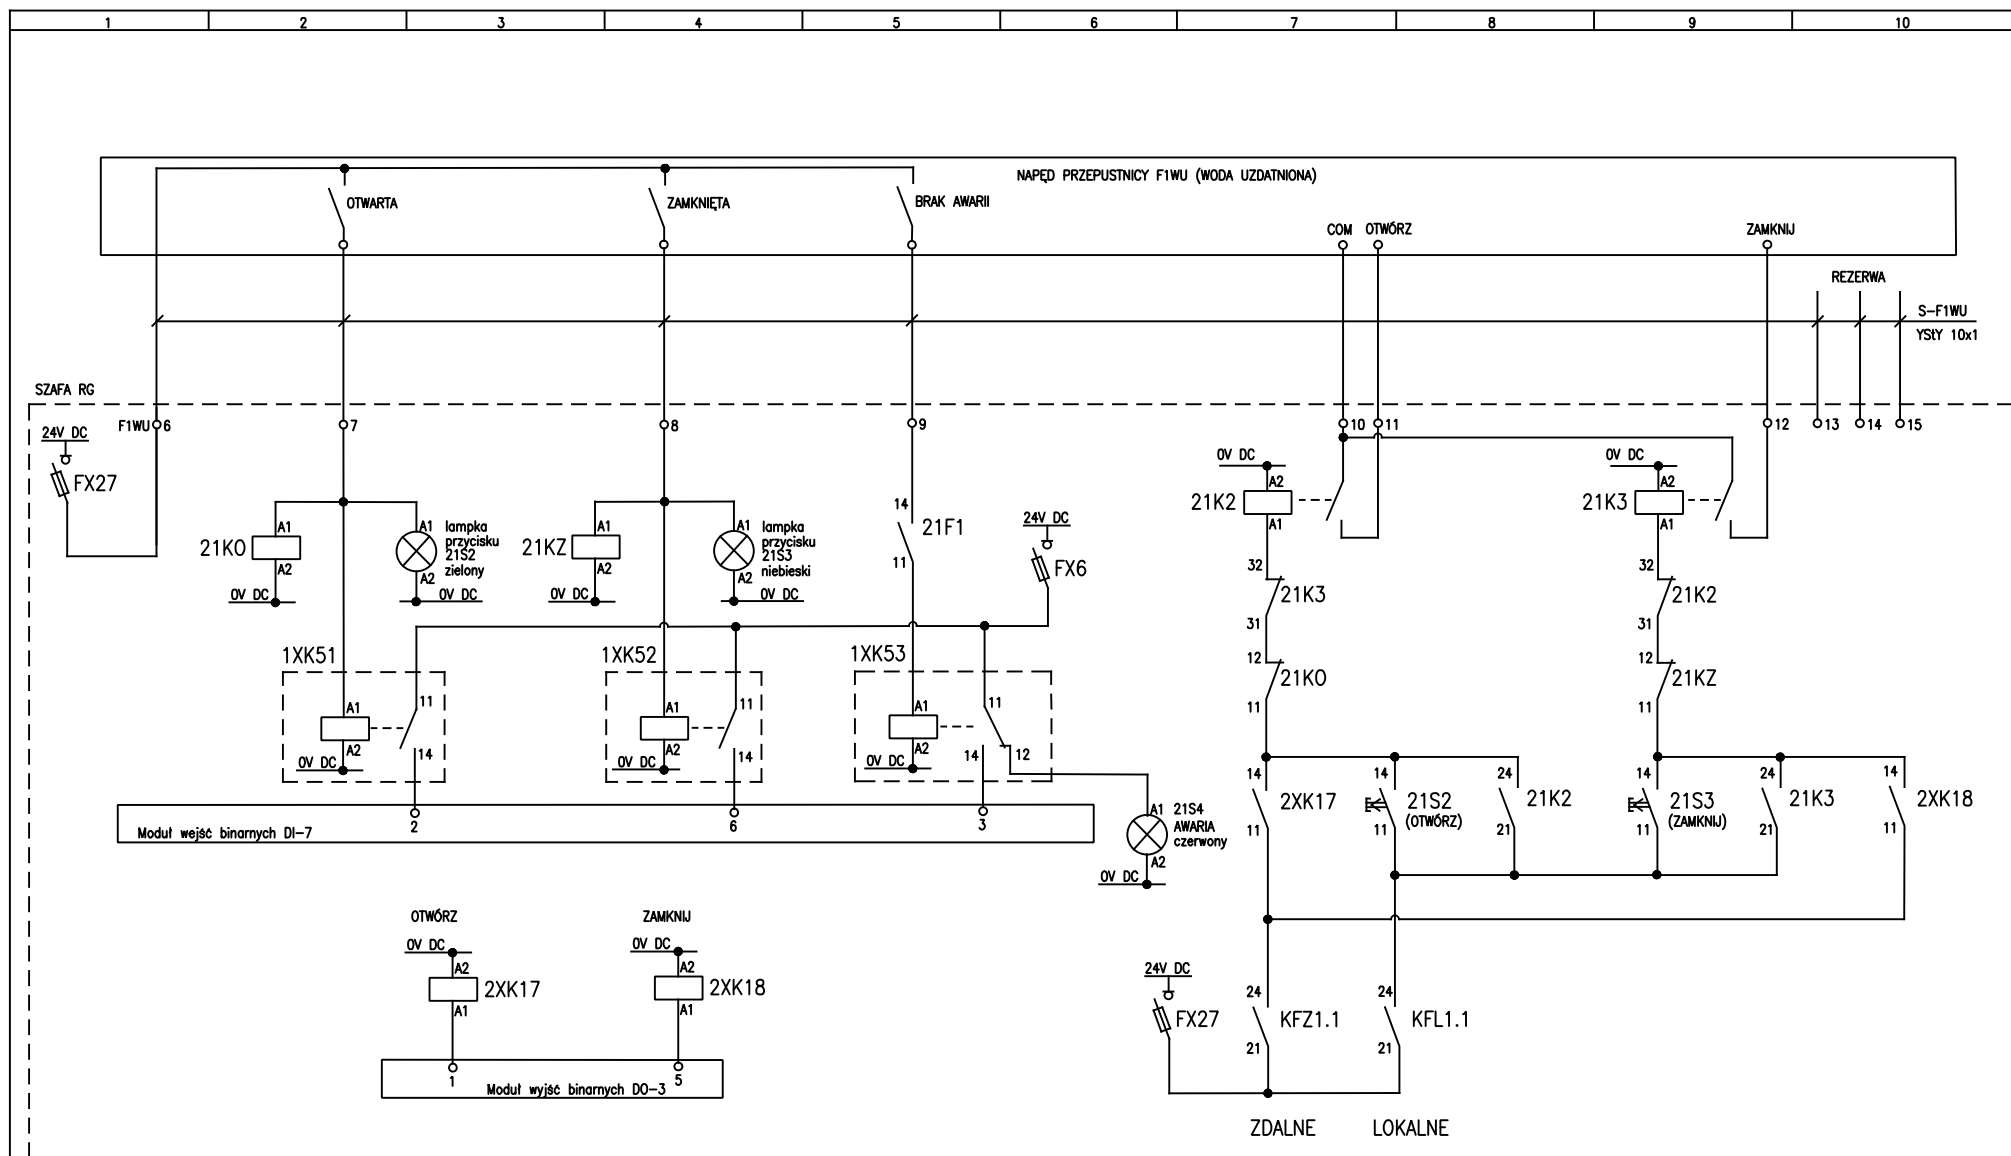 1 2 3 4 5 6 7 8 9 10
NAPĘD PRZEPUSTNICY F1WU (WODA UZDATNIONA)
OTWARTA ZAMKNIĘTA BRAK AWARII
COM OTWÓRZ ZAMKNIJ
REZERWA
S-F1WU
YStY 10x1
SZAFA RG
F1WU 6 7 8 9 10 11 12 13 14 15
24V DC
FX27
21KO
A1
A2
0V DC
A1
A2
lampka
przycisku
21S2
zielony
0V DC
21KZ
A1
A2
0V DC
A1
A2
lampka
przycisku
21S3
niebieski
0V DC
14
21F1
11
24V DC
FX6
0V DC
A2
21K2
A1
32
21K3
31
12
21KO
11
0V DC
A2
21K3
A1
32
21K2
31
12
21KZ
11
1XK51
A1
A2
0V DC
11
14
1XK52
A1
A2
0V DC
11
14
1XK53
A1
A2
0V DC
11
14 12
Moduł wejść binarnych DI-7
2 6 3
A1
21S4
AWARIA
czerwony
A2
0V DC
14
2XK17
11
14
21S2
(OTWÓRZ)
11
24
21K2
21
14
21S3
(ZAMKNIJ)
11
24
21K3
21
14
2XK18
11
OTWÓRZ
0V DC
A2
2XK17
A1
ZAMKNIJ
0V DC
A2
2XK18
A1
1 5
Moduł wyjść binarnych DO-3
24V DC
FX27
24
KFZ1.1
21
24
KFL1.1
21
ZDALNE LOKALNE